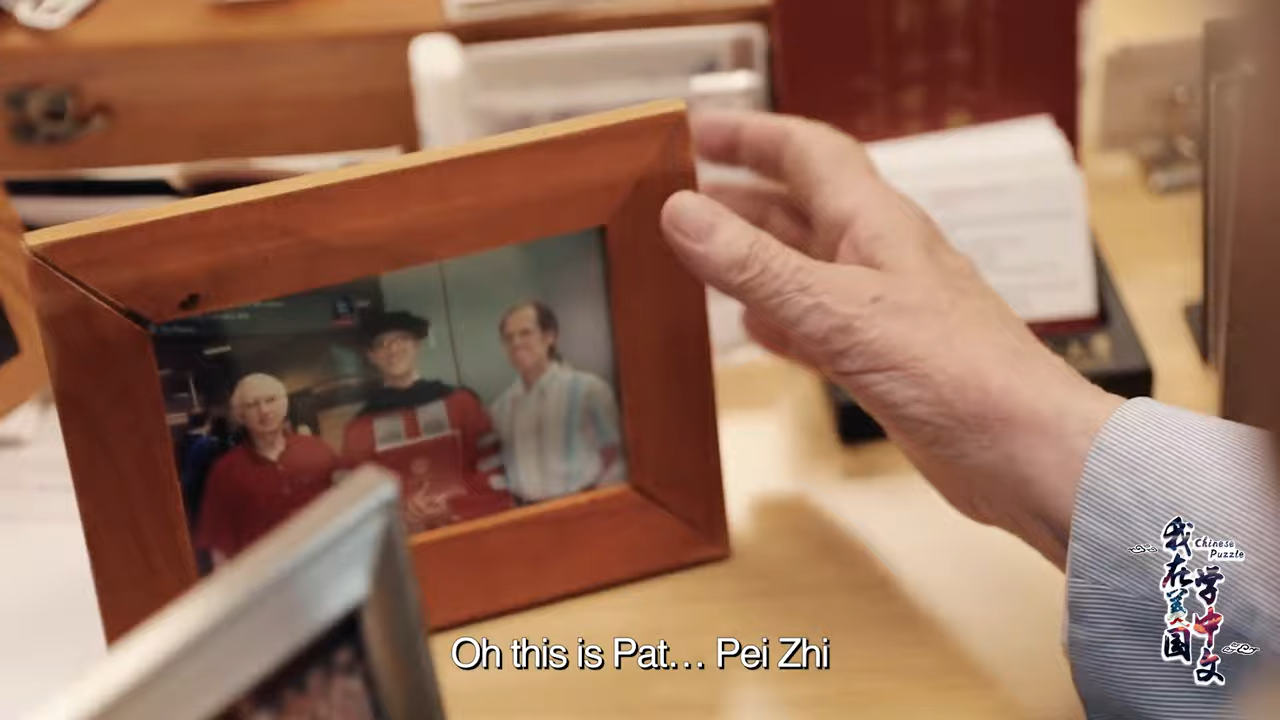 Oh this is Pat... Pei Zhi
我在美国
Chinese
Puzzle
学中文